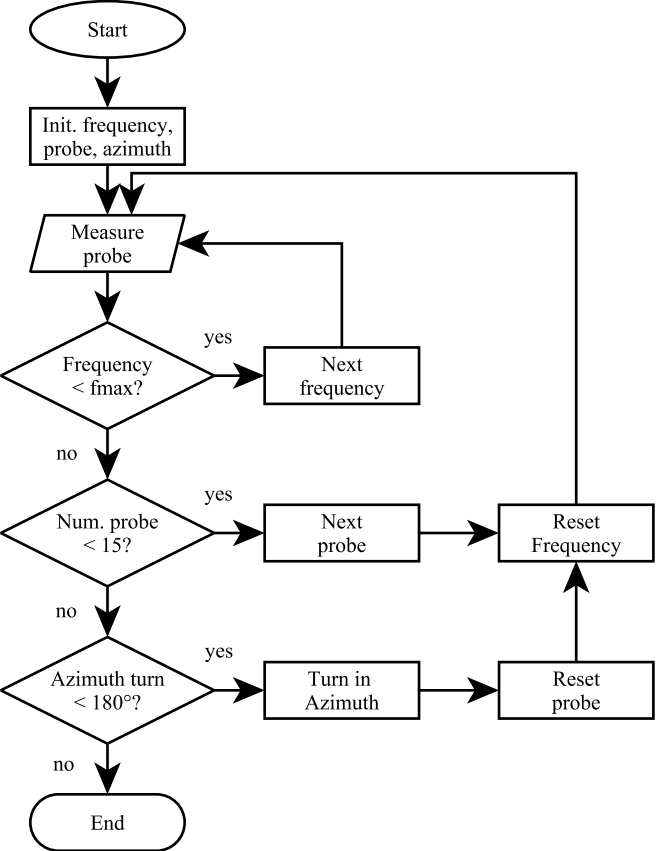 Start
Init. frequency,
probe, azimuth
Measure
probe
Frequency
< fmax?
yes
Next
frequency
no
Num. probe
< 15?
yes
Next
probe
Reset
Frequency
no
Azimuth turn
< 180°?
yes
Turn in
Azimuth
Reset
probe
no
End